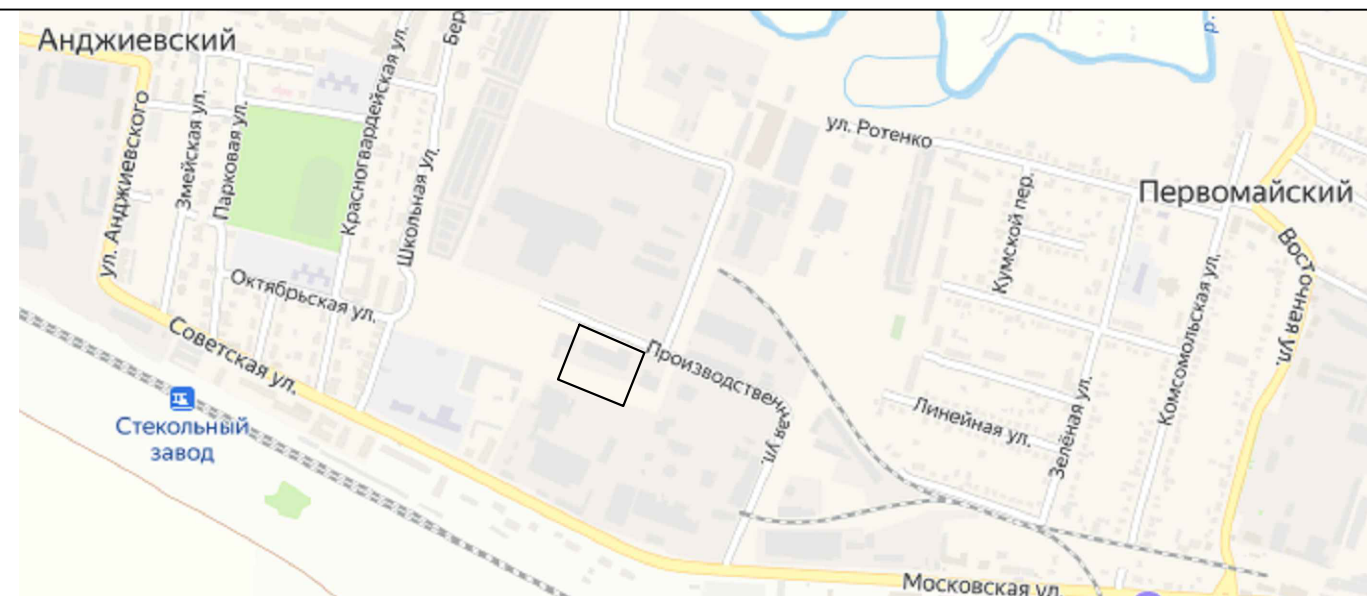 Анджиевский
ул. Анджиевского
Змейская ул.
Парковая ул.
Красногвардейская ул.
Школьная ул.
Бер
р.
ул. Ротенко
Первомайский
Кумской пер.
Восточная ул.
Октябрьская ул.
Советская ул.
Производственная ул.
Комсомольская ул.
Зелёная ул.
Линейная ул.
Стекольный
завод
Московская ул.